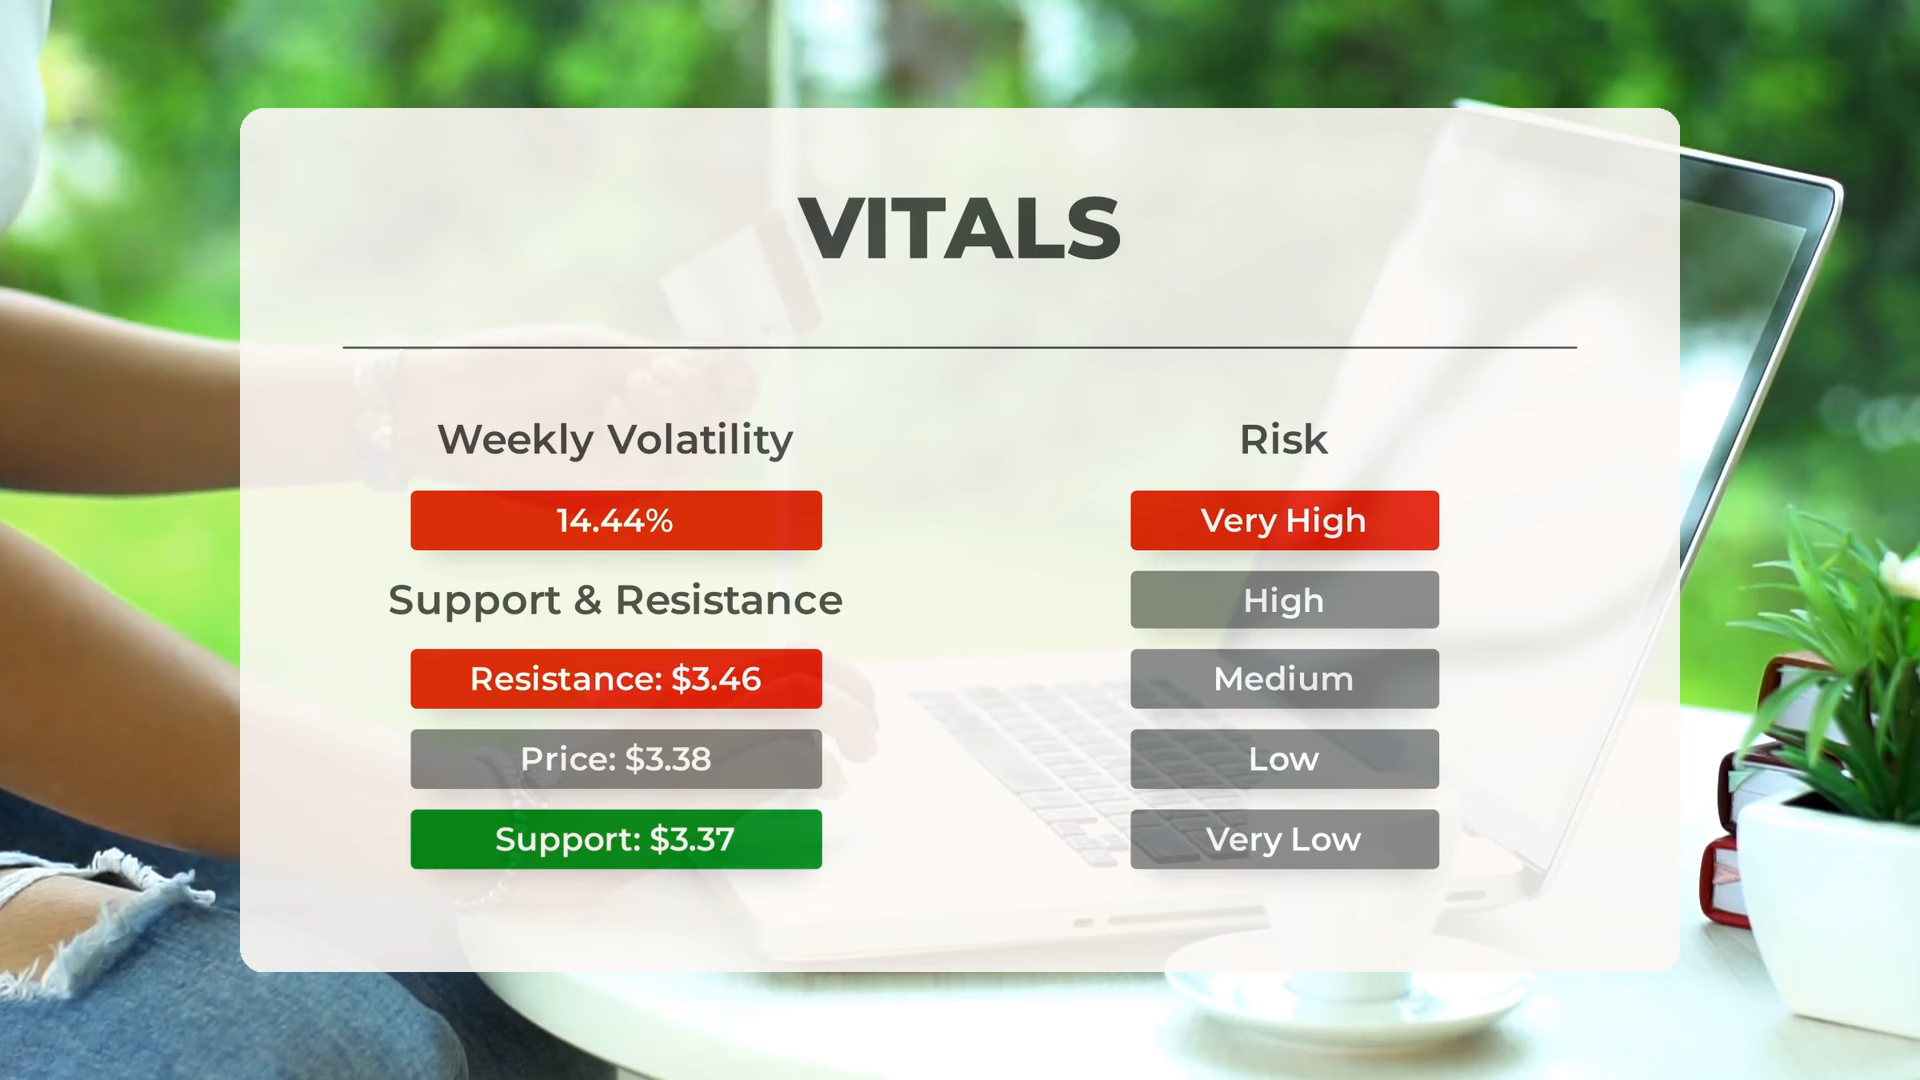 VITALS
Weekly Volatility
14.44%
Support & Resistance
Resistance: $3.46
Price: $3.38
Support: $3.37
Risk
Very High
High
Medium
Low
Very Low